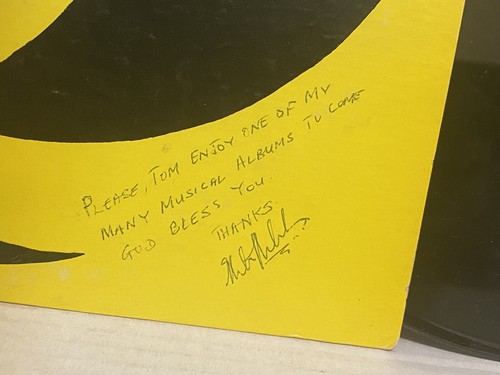 PLEASE, TOM ENJOY ONE OF MY
MANY MUSICAL ALBUMS TO COME
GOD BLESS YOU.
THANKS.